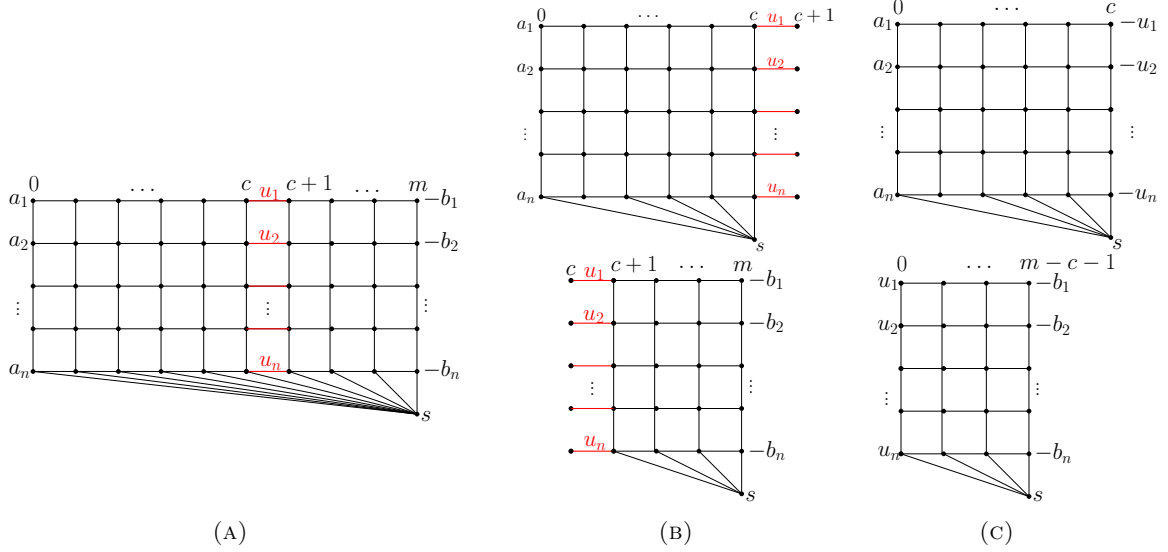 0 ⋯ c c + 1 ⋯ m
a₁ u₁ −b₁
a₂ u₂ −b₂
⋮ ⋮ ⋮
aₙ uₙ −bₙ
s
(A)
0 ⋯ c u₁ c + 1
a₁
a₂ u₂
⋮ ⋮
aₙ uₙ
s
c u₁ c + 1 ⋯ m
−b₁
u₂ −b₂
⋮ ⋮
uₙ −bₙ
s
(B)
0 ⋯ c
a₁ −u₁
a₂ −u₂
⋮ ⋮
aₙ −uₙ
s
0 ⋯ m − c − 1
u₁ −b₁
u₂ −b₂
⋮ ⋮
uₙ −bₙ
s
(C)